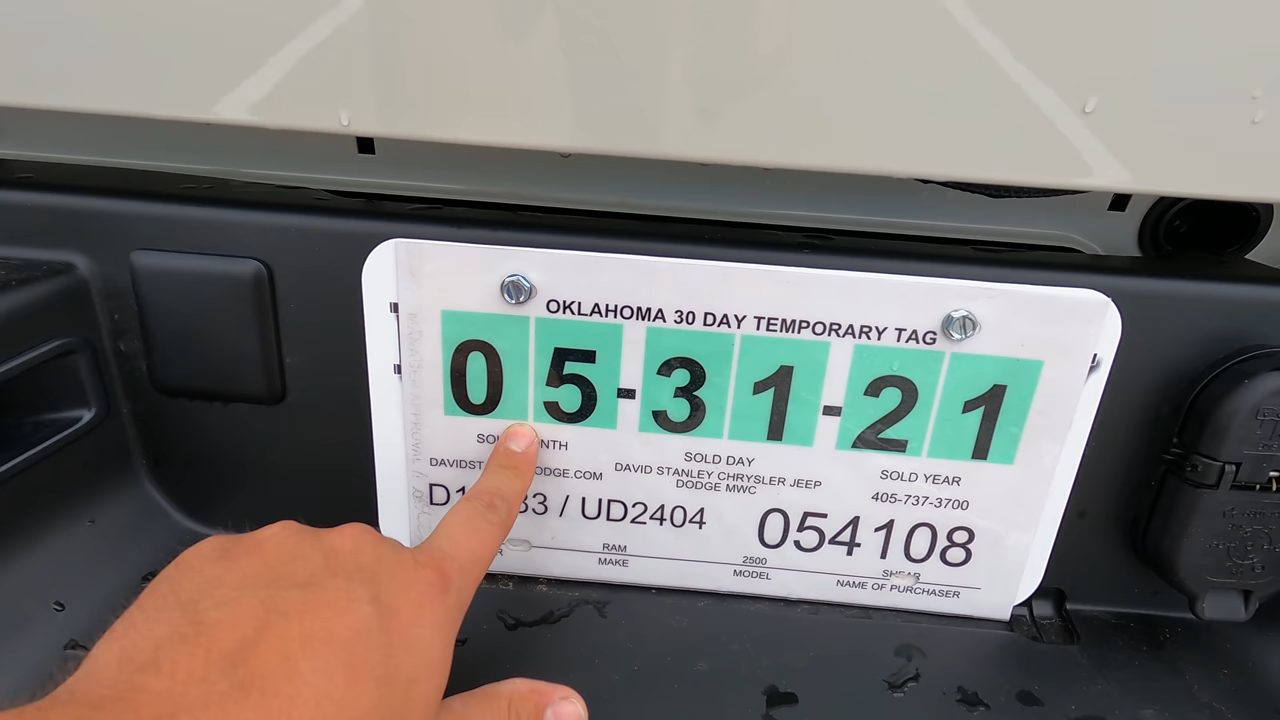 OKLAHOMA 30 DAY TEMPORARY TAG
05-31-21
SOLD DAY
SOLD YEAR
DAVID STANLEY CHRYSLER JEEP
DODGE MWC
405-737-3700
/ UD2404
054108
RAM
2500
MAKE
MODEL
NAME OF PURCHASER